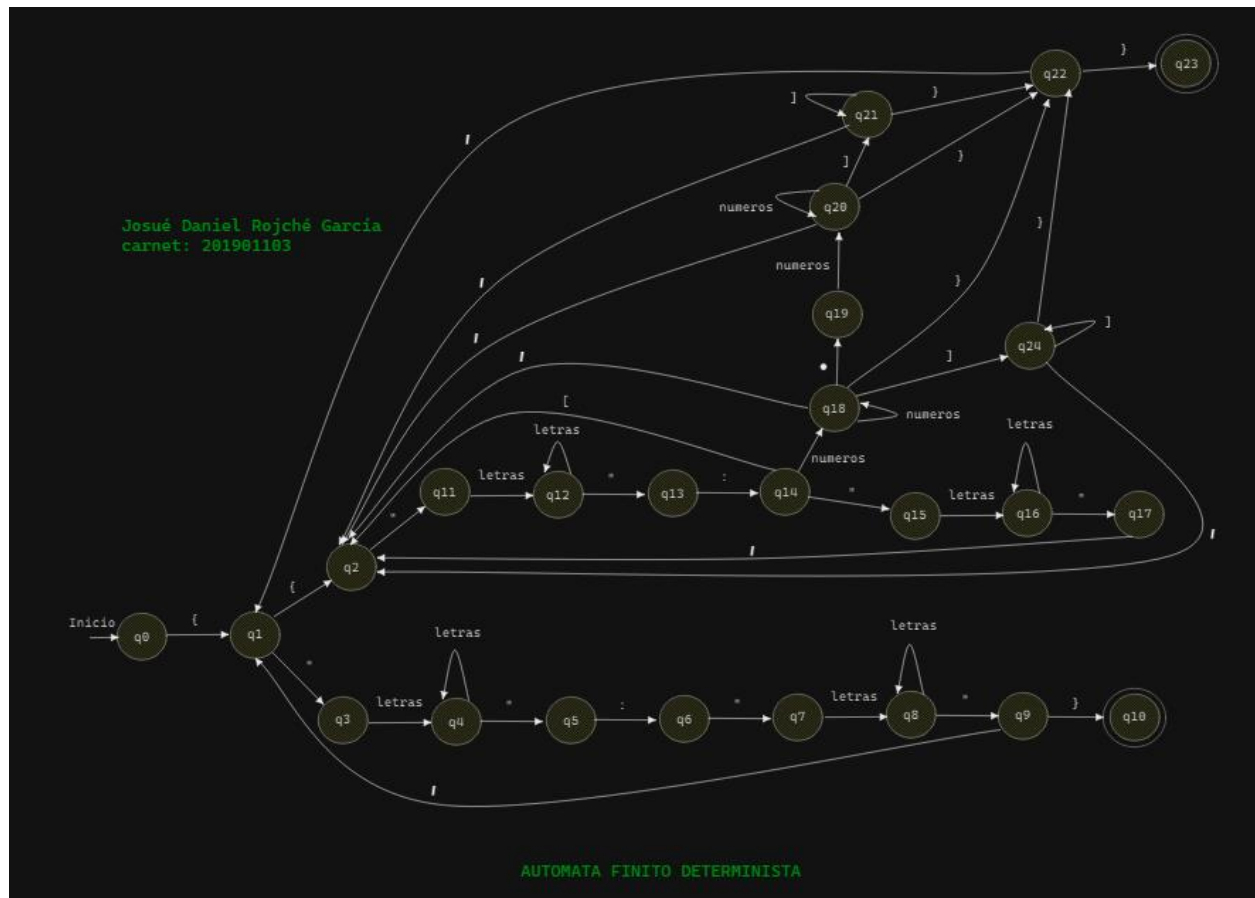 }
q22
q23
]
q21
}
,
]
}
numeros
q20
}
Josué Daniel Rojché García
carnet: 201901103
numeros
,
}
q19
]
q24
,
]
,
.
[
q18
numeros
letras
letras
numeros
letras
"
:
q11
q12
q13
q14
"
letras
"
"
q15
q16
q17
,
,
q2
{
Inicio
{
q0
q1
letras
letras
"
letras
"
:
"
letras
"
}
q3
q4
q5
q6
q7
q8
q9
q10
,
AUTOMATA FINITO DETERMINISTA